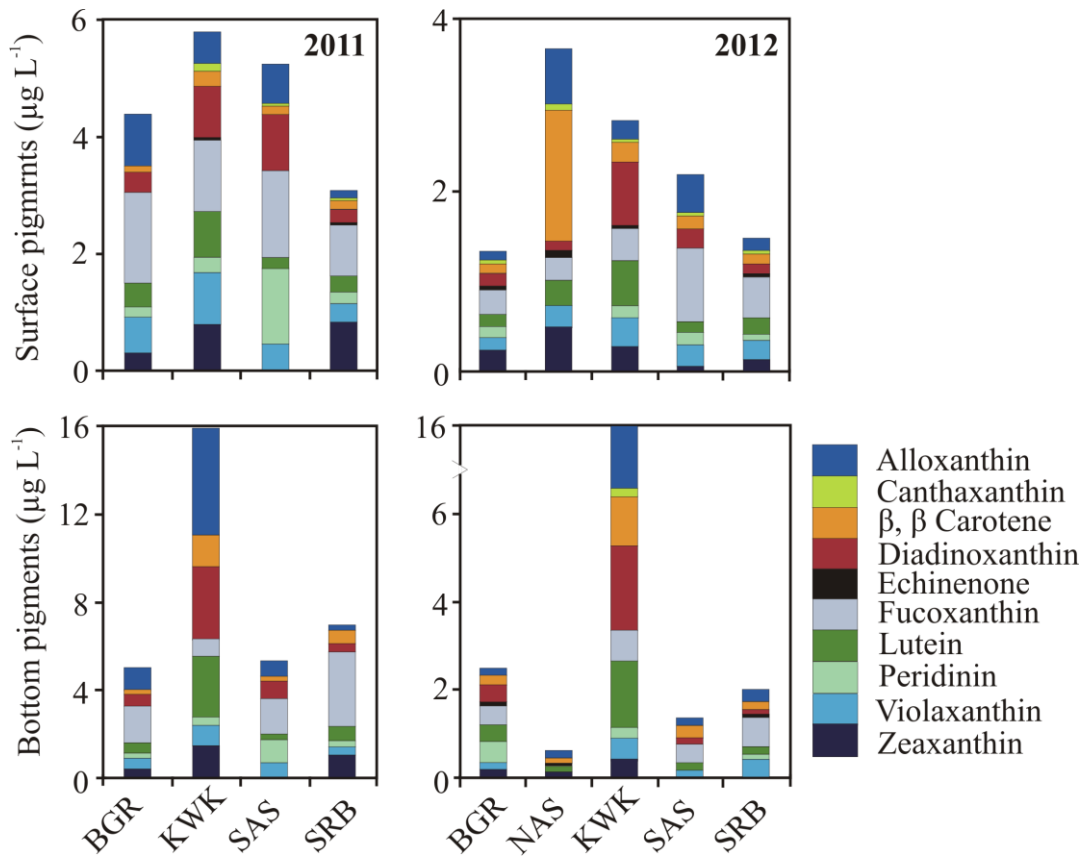 6
4
2
0
Surface pigmrnts (µg L⁻¹)
2011
4
2
0
2012
16
12
8
4
0
Bottom pigments (µg L⁻¹)
BGR
KWK
SAS
SRB
16
6
4
2
0
BGR
NAS
KWK
SAS
SRB
Alloxanthin
Canthaxanthin
β, β Carotene
Diadinoxanthin
Echinenone
Fucoxanthin
Lutein
Peridinin
Violaxanthin
Zeaxanthin